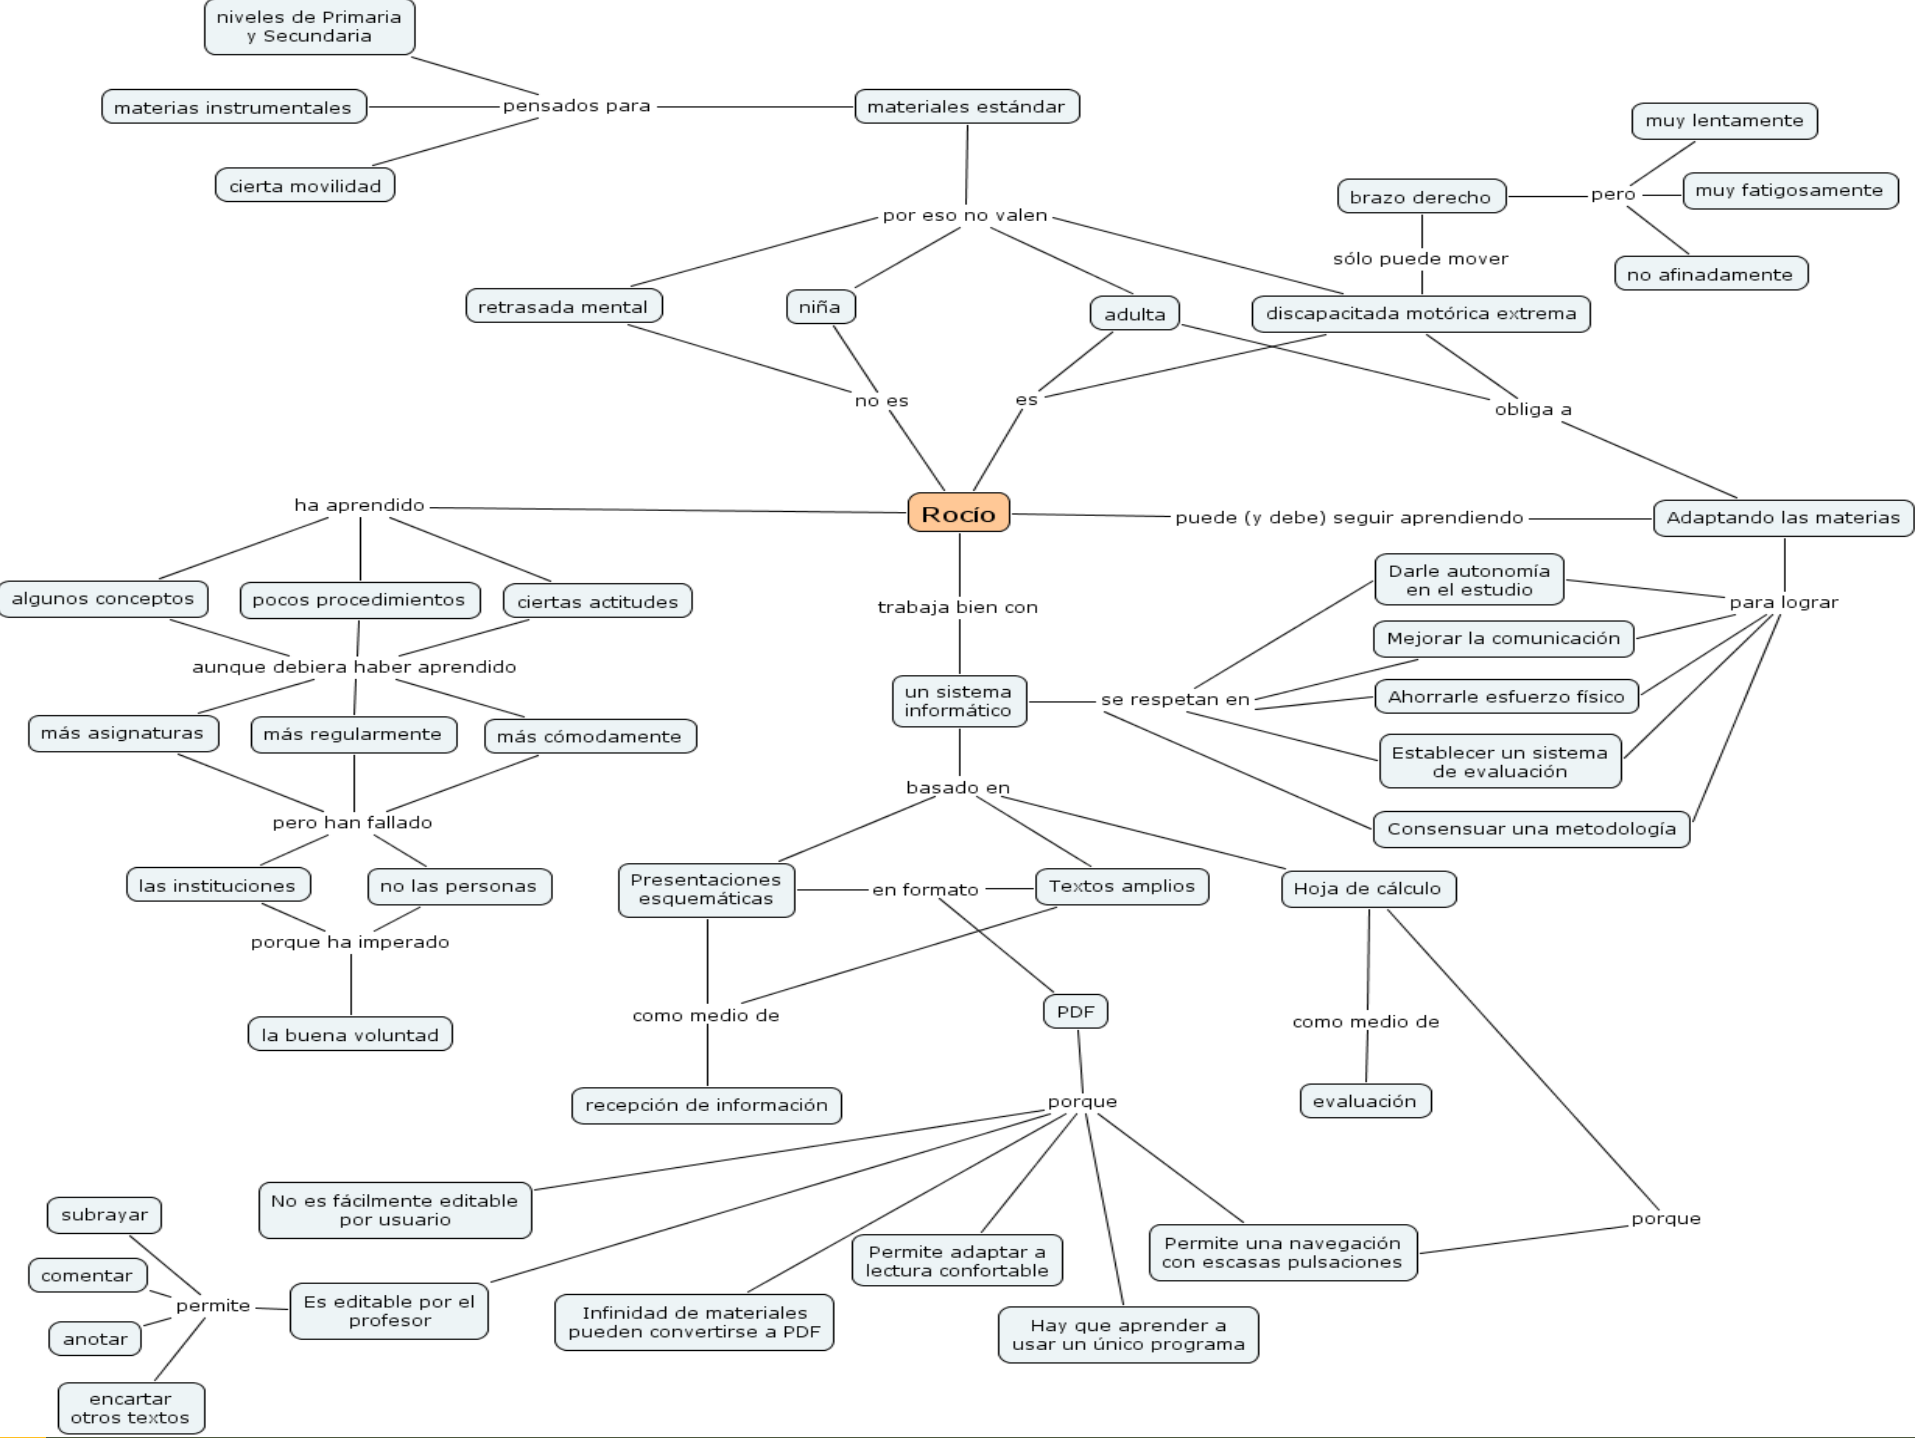 niveles de Primaria
y Secundaria
materias instrumentales
pensados para
materiales estándar
cierta movilidad
muy lentamente
brazo derecho
pero
muy fatigosamente
no afinadamente
por eso no valen
sólo puede mover
retrasada mental
niña
adulta
discapacitada motórica extrema
no es
es
obliga a
ha aprendido
Rocío
puede (y debe) seguir aprendiendo
Adaptando las materias
algunos conceptos
pocos procedimientos
ciertas actitudes
trabaja bien con
Darle autonomía
en el estudio
para lograr
Mejorar la comunicación
aunque debiera haber aprendido
un sistema
informático
se respetan en
Ahorrarle esfuerzo físico
más asignaturas
más regularmente
más cómodamente
Establecer un sistema
de evaluación
basado en
pero han fallado
Consensuar una metodología
las instituciones
no las personas
Presentaciones
esquemáticas
en formato
Textos amplios
Hoja de cálculo
porque ha imperado
la buena voluntad
como medio de
PDF
como medio de
recepción de información
porque
evaluación
No es fácilmente editable
por usuario
subrayar
comentar
permite
anotar
encartar
otros textos
Es editable por el
profesor
Infinidad de materiales
pueden convertirse a PDF
Permite adaptar a
lectura confortable
Hay que aprender a
usar un único programa
Permite una navegación
con escasas pulsaciones
porque